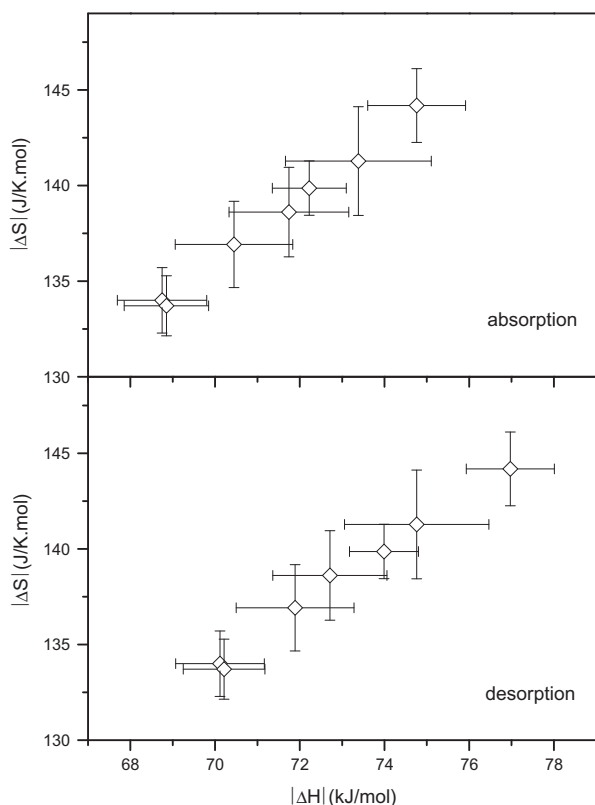 145
140
135
130
|ΔS| (J/K.mol)
absorption
145
140
135
130
|ΔS| (J/K.mol)
desorption
68 70 72 74 76 78
|ΔH| (kJ/mol)